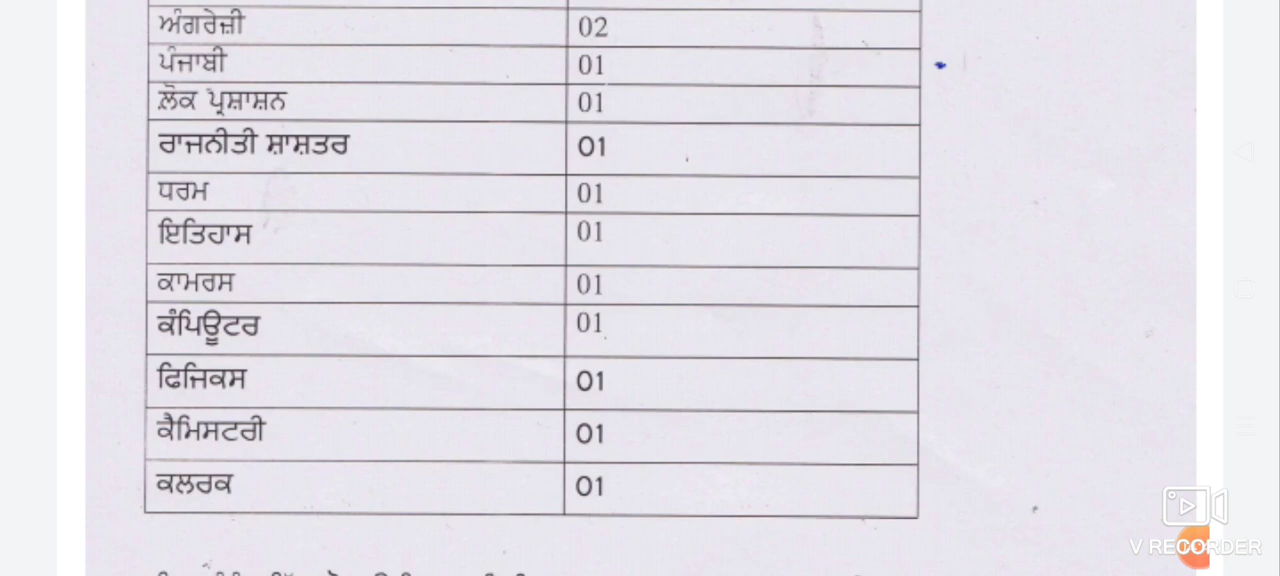 ਅੰਗਰੇਜ਼ੀ 02
ਪੰਜਾਬੀ 01
ਲੋਕ ਪ੍ਰਸ਼ਾਸ਼ਨ 01
ਰਾਜਨੀਤੀ ਸ਼ਾਸ਼ਤਰ 01
ਧਰਮ 01
ਇਤਿਹਾਸ 01
ਕਾਮਰਸ 01
ਕੰਪਿਊਟਰ 01
ਫਿਜਿਕਸ 01
ਕੈਮਿਸਟਰੀ 01
ਕਲਰਕ 01
V RECORDER